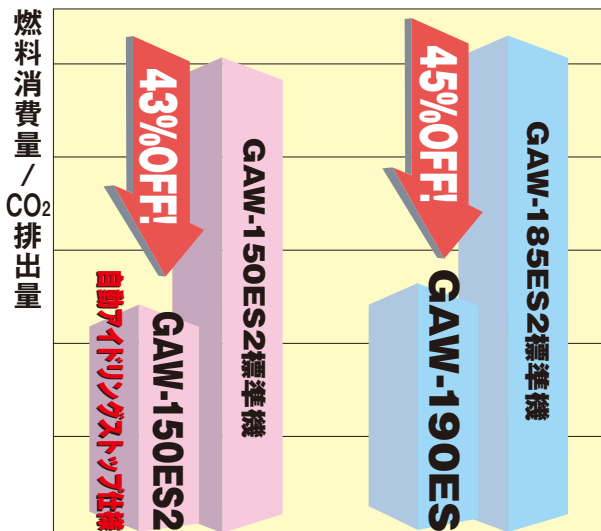 燃料消費量/CO2排出量
43%OFF!
GAW-150ES2標準機
自動アイドリングストップ仕様
GAW-150ES2
45%OFF!
GAW-185ES2標準機
GAW-190ES